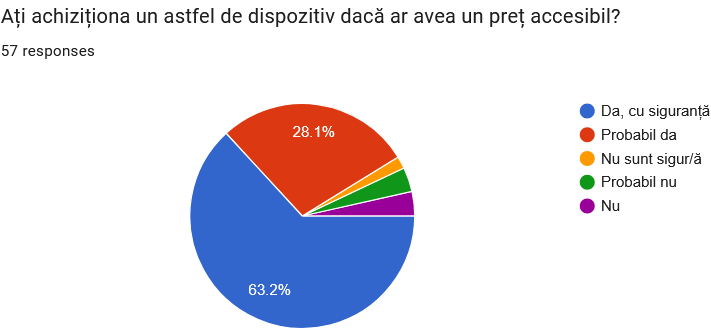 Ați achiziționa un astfel de dispozitiv dacă ar avea un preț accesibil?
57 responses
28.1%
63.2%
Da, cu siguranță
Probabil da
Nu sunt sigur/ă
Probabil nu
Nu